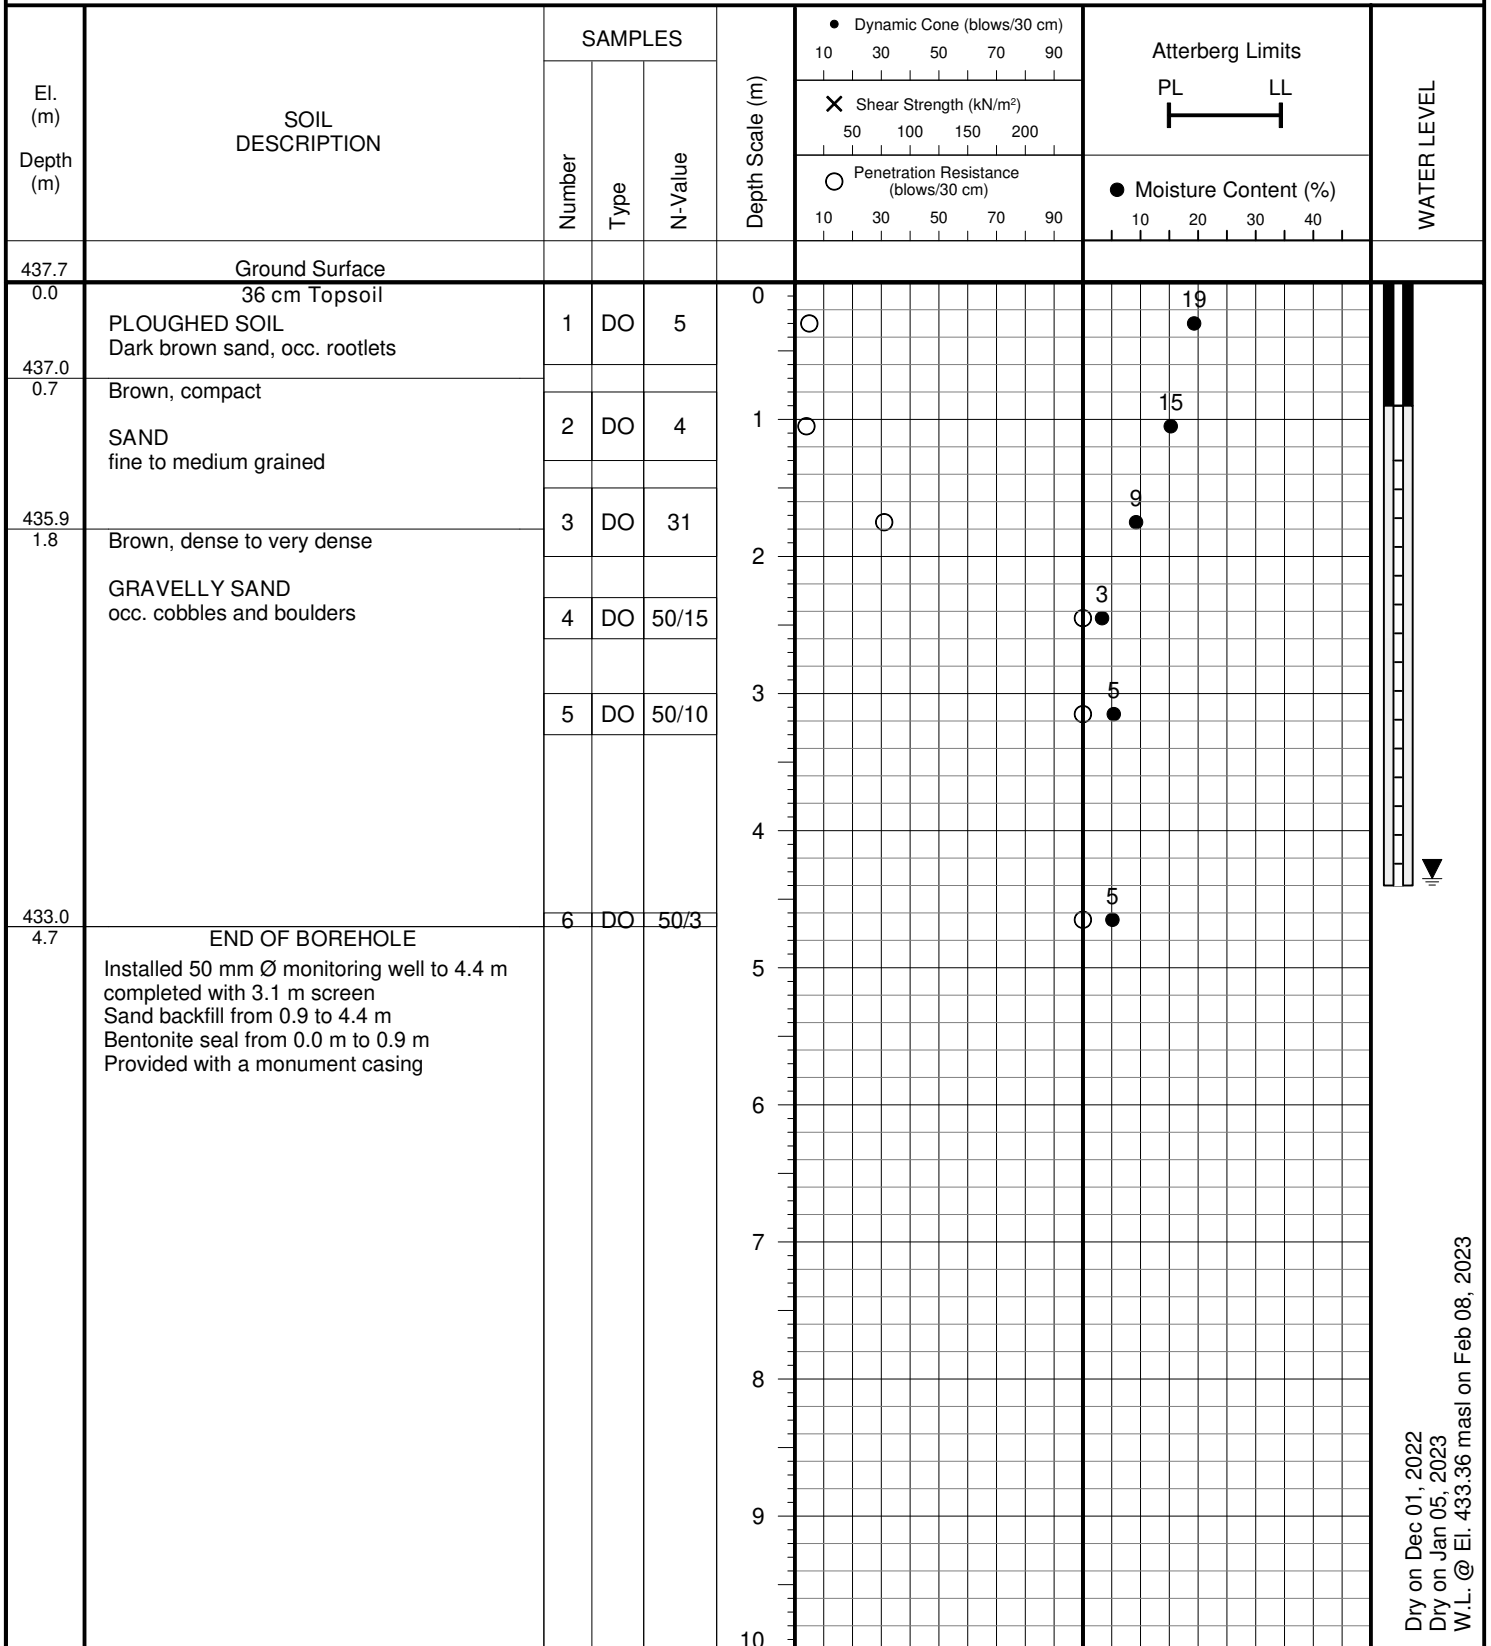 El.
(m)
Depth
(m)
SOIL
DESCRIPTION
SAMPLES
Number
Type
N-Value
Depth Scale (m)
Dynamic Cone (blows/30 cm)
10 30 50 70 90
Shear Strength (kN/m²)
50 100 150 200
Penetration Resistance
(blows/30 cm)
10 30 50 70 90
Atterberg Limits
PL LL
Moisture Content (%)
10 20 30 40
WATER LEVEL
437.7
Ground Surface
0.0
36 cm Topsoil
PLOUGHED SOIL
Dark brown sand, occ. rootlets
1 DO 5
0
19
437.0
0.7
Brown, compact
SAND
fine to medium grained
2 DO 4
1
15
435.9
1.8
3 DO 31
9
Brown, dense to very dense
2
GRAVELLY SAND
occ. cobbles and boulders
4 DO 50/15
3
3
5 DO 50/10
5
4
433.0
4.7
6 DO 50/3
5
END OF BOREHOLE
Installed 50 mm Ø monitoring well to 4.4 m
completed with 3.1 m screen
Sand backfill from 0.9 to 4.4 m
Bentonite seal from 0.0 m to 0.9 m
Provided with a monument casing
5
6
7
8
9
10
Dry on Dec 01, 2022
Dry on Jan 05, 2023
W.L. @ El. 433.36 masl on Feb 08, 2023